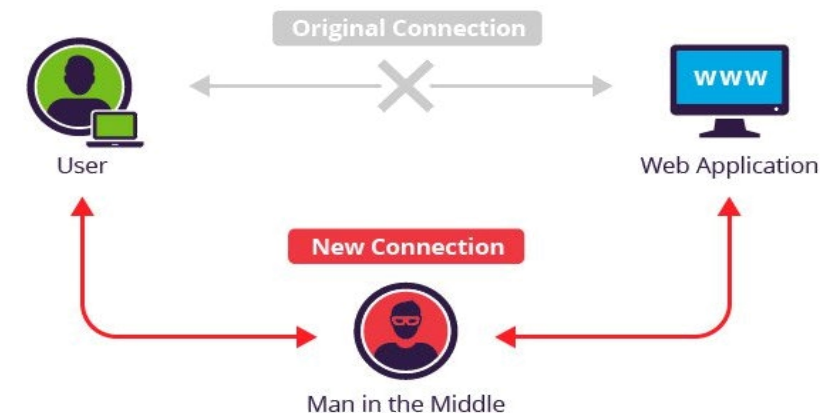 Original Connection
www
User
Web Application
New Connection
Man in the Middle